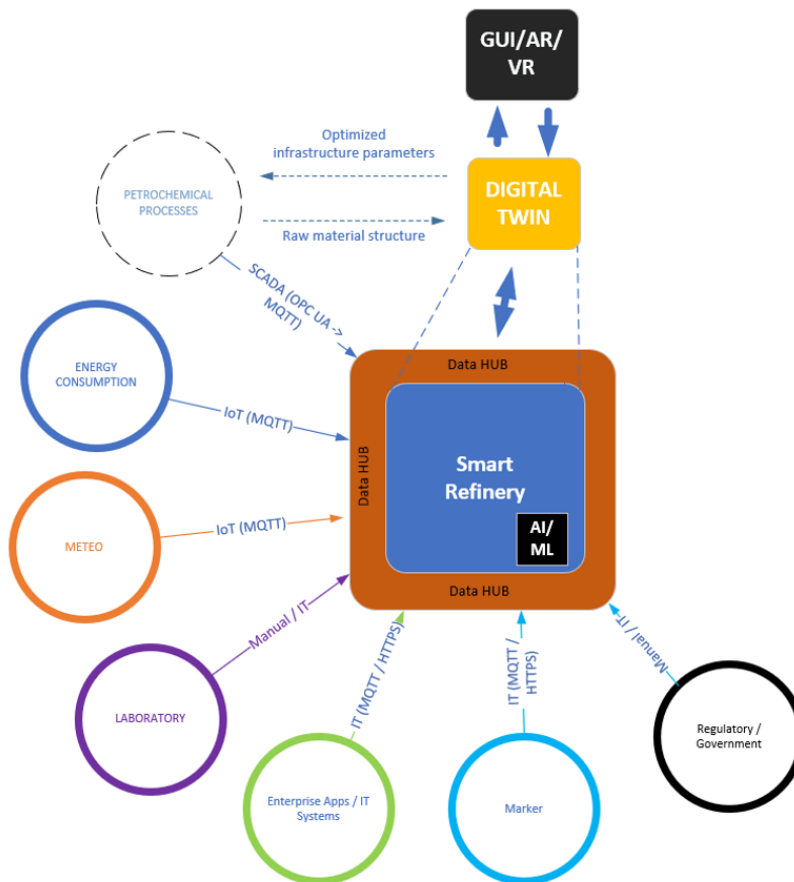 GUI/AR/
VR
Optimized
infrastructure parameters
PETROCHEMICAL
PROCESSES
DIGITAL
TWIN
Raw material structure
SCADA (OPC UA ->
MQTT)
ENERGY
CONSUMPTION
Data HUB
IoT (MQTT)
Data HUB
Smart
Refinery
AI/
ML
METEO
IoT (MQTT)
Data HUB
Manual / IT
LABORATORY
IT (MQTT / HTTPS)
IT (MQTT /
HTTPS)
Manual / IT
Regulatory /
Government
Enterprise Apps / IT
Systems
Marker